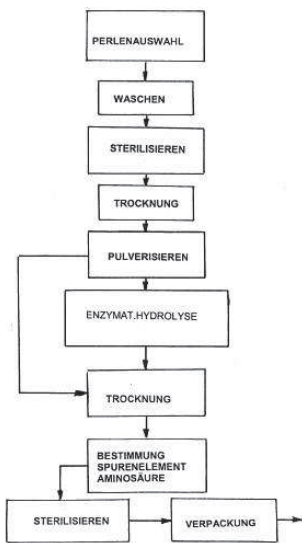 PERLENAUSWAHL
WASCHEN
STERILISIEREN
TROCKNUNG
PULVERISIEREN
ENZYMAT.HYDROLYSE
TROCKNUNG
BESTIMMUNG
SPURENELEMENT
AMINOSÄURE
STERILISIEREN
VERPACKUNG